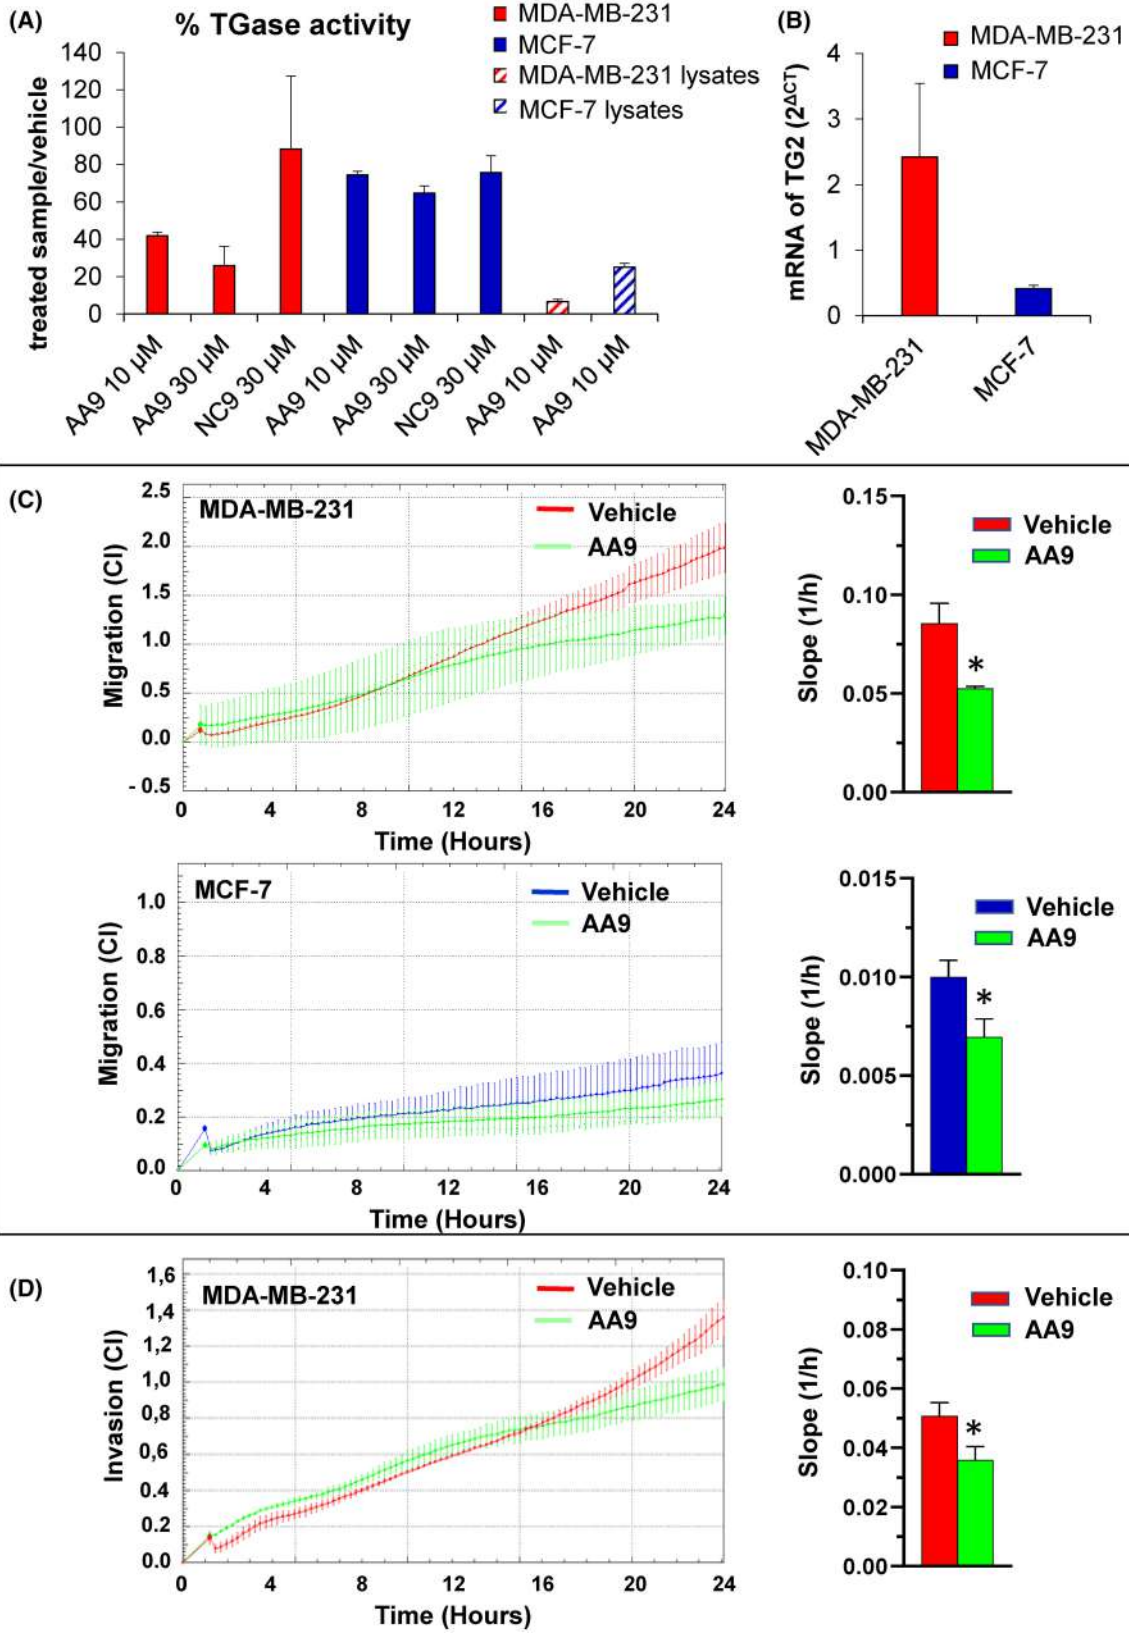 (A)
% TGase activity
MDA-MB-231
MCF-7
MDA-MB-231 lysates
MCF-7 lysates
treated sample/vehicle
140
120
100
80
60
40
20
0
AA9 10 µM
AA9 30 µM
NC9 30 µM
AA9 10 µM
AA9 30 µM
NC9 30 µM
AA9 10 µM
AA9 10 µM
(B)
MDA-MB-231
MCF-7
mRNA of TG2 (2^ΔCT)
4
3
2
1
0
MDA-MB-231
MCF-7
(C)
MDA-MB-231
Vehicle
AA9
Migration (CI)
2.5
2.0
1.5
1.0
0.5
0.0
- 0.5
0 4 8 12 16 20 24
Time (Hours)
Vehicle
AA9
Slope (1/h)
0.15
0.10
0.05
0.00
*
MCF-7
Vehicle
AA9
Migration (CI)
1.0
0.8
0.6
0.4
0.2
0.0
0 4 8 12 16 20 24
Time (Hours)
Vehicle
AA9
Slope (1/h)
0.015
0.010
0.005
0.000
*
(D)
MDA-MB-231
Vehicle
AA9
Invasion (CI)
1,6
1,4
1,2
1,0
0,8
0,6
0.4
0.2
0.0
0 4 8 12 16 20 24
Time (Hours)
Vehicle
AA9
Slope (1/h)
0.10
0.08
0.06
0.04
0.02
0.00
*